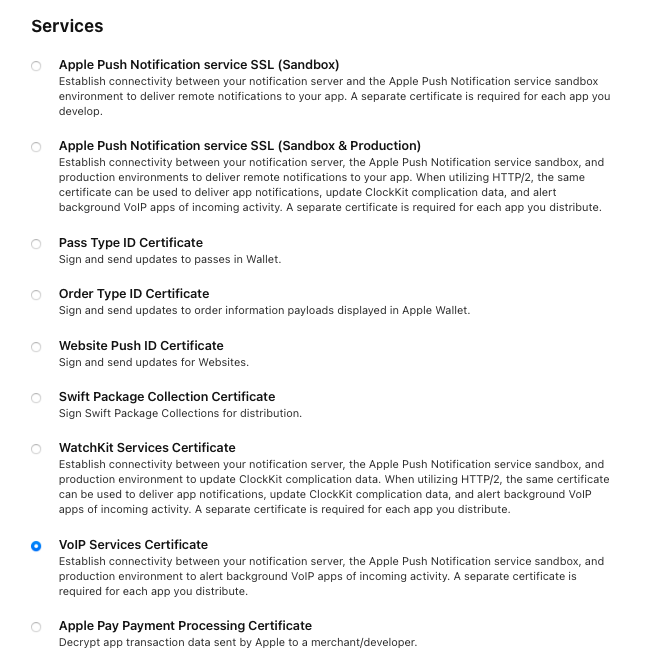 Services
Apple Push Notification service SSL (Sandbox)
Establish connectivity between your notification server and the Apple Push Notification service sandbox
environment to deliver remote notifications to your app. A separate certificate is required for each app you
develop.
Apple Push Notification service SSL (Sandbox & Production)
Establish connectivity between your notification server, the Apple Push Notification service sandbox, and
production environments to deliver remote notifications to your app. When utilizing HTTP/2, the same
certificate can be used to deliver app notifications, update ClockKit complication data, and alert
background VoIP apps of incoming activity. A separate certificate is required for each app you distribute.
Pass Type ID Certificate
Sign and send updates to passes in Wallet.
Order Type ID Certificate
Sign and send updates to order information payloads displayed in Apple Wallet.
Website Push ID Certificate
Sign and send updates for Websites.
Swift Package Collection Certificate
Sign Swift Package Collections for distribution.
WatchKit Services Certificate
Establish connectivity between your notification server, the Apple Push Notification service sandbox, and
production environment to update ClockKit complication data. When utilizing HTTP/2, the same certificate
can be used to deliver app notifications, update ClockKit complication data, and alert background VoIP
apps of incoming activity. A separate certificate is required for each app you distribute.
VoIP Services Certificate
Establish connectivity between your notification server, the Apple Push Notification service sandbox, and
production environment to alert background VoIP apps of incoming activity. A separate certificate is
required for each app you distribute.
Apple Pay Payment Processing Certificate
Decrypt app transaction data sent by Apple to a merchant/developer.